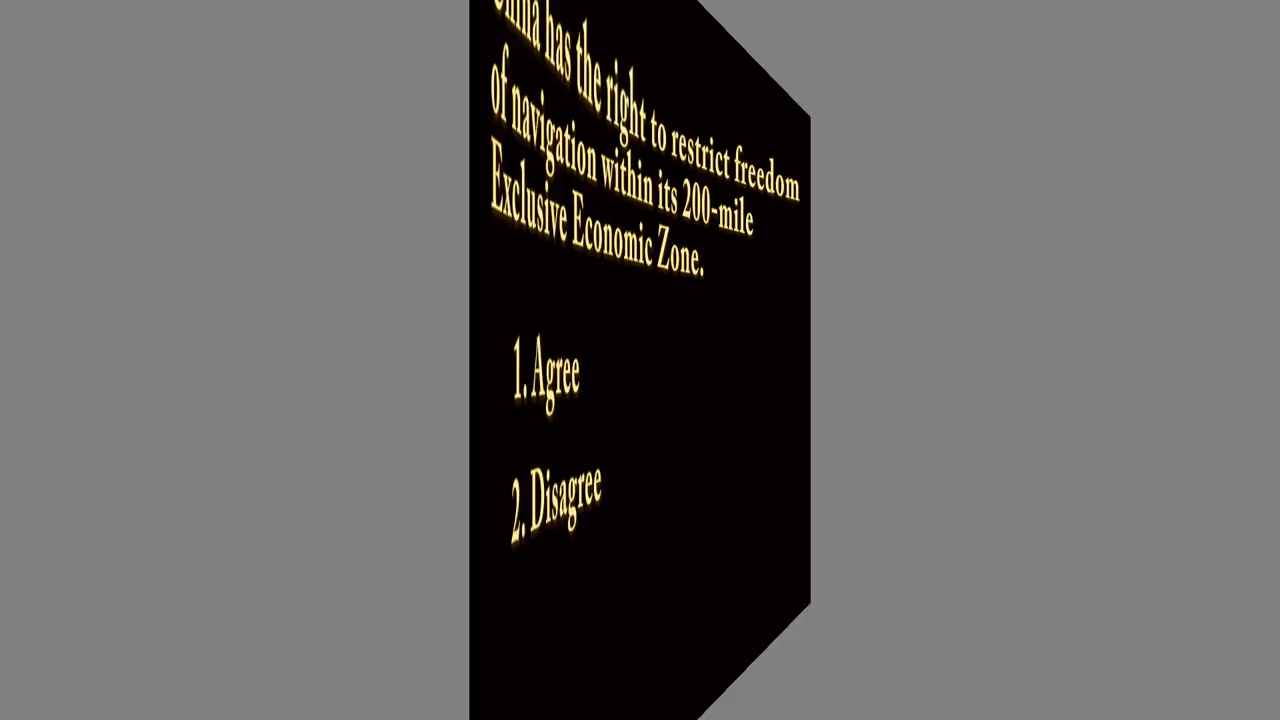 China has the right to restrict freedom
of navigation within its 200-mile
Exclusive Economic Zone.
1. Agree
2. Disagree